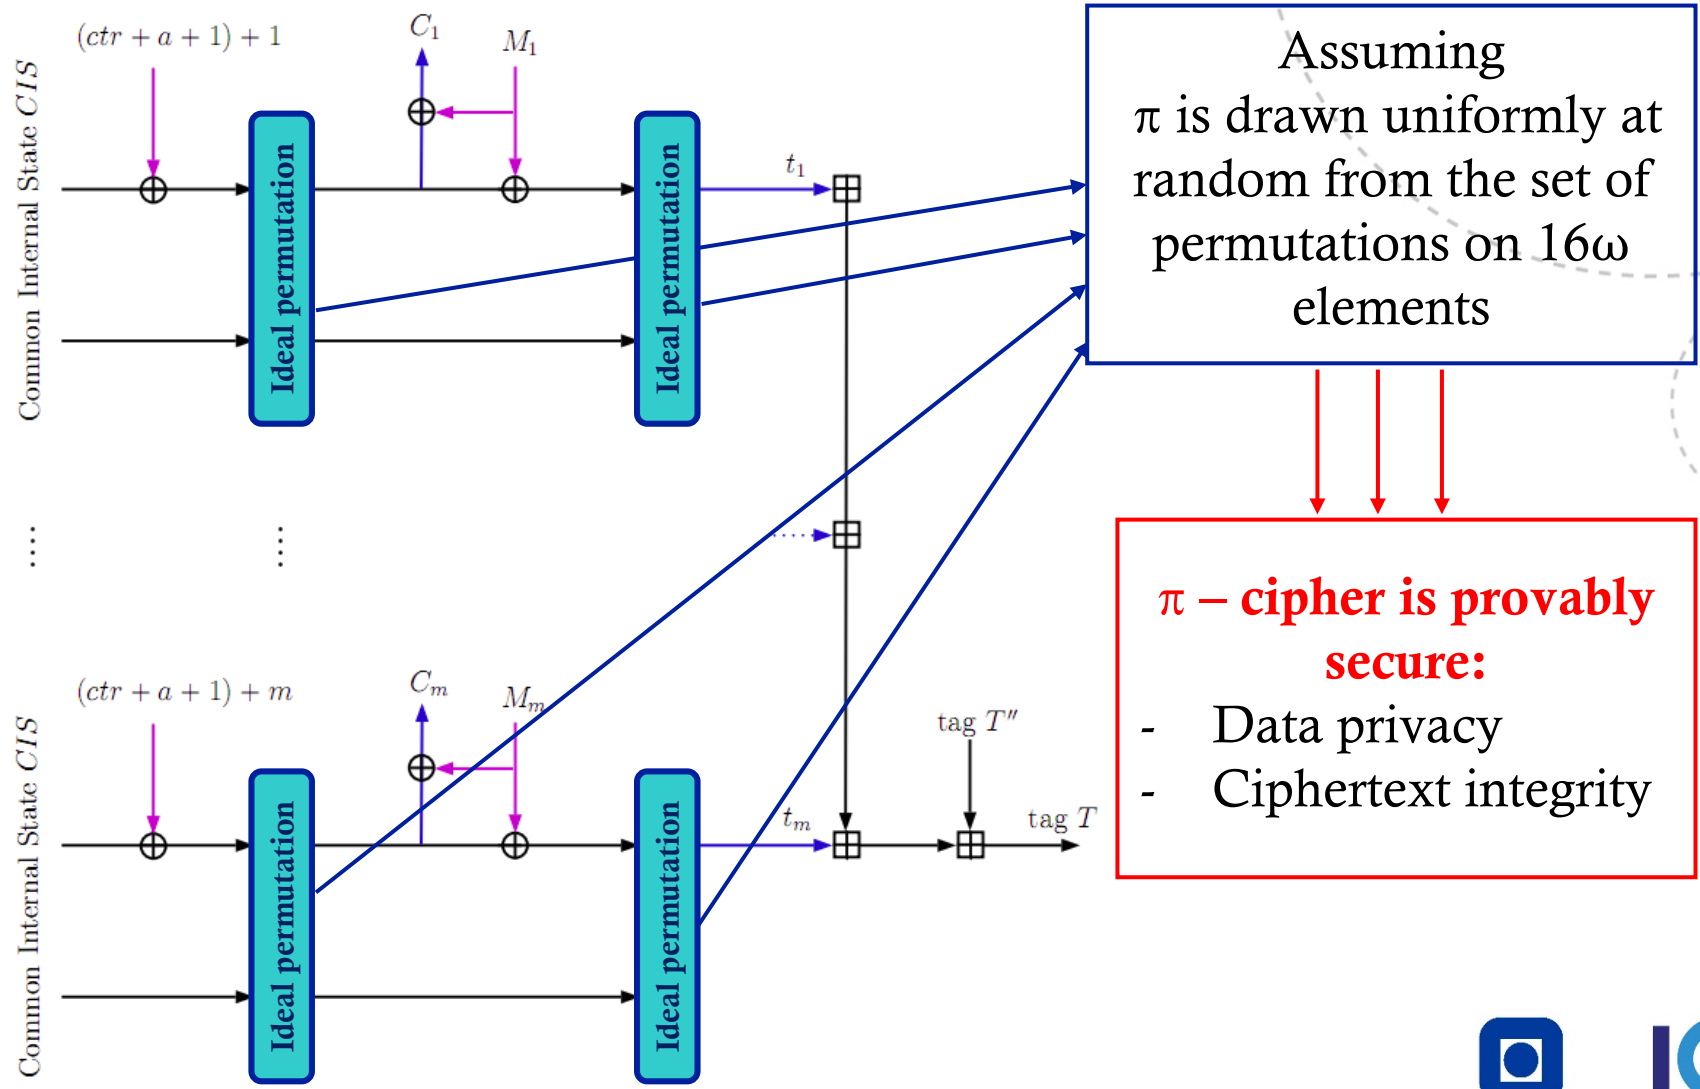 (ctr + a + 1) + 1
C₁
M₁
Common Internal State CIS
Ideal permutation
Ideal permutation
t₁
Assuming
π is drawn uniformly at
random from the set of
permutations on 16ω
elements
....
....
π – cipher is provably
secure:
- Data privacy
- Ciphertext integrity
(ctr + a + 1) + m
Cₘ
Mₘ
Common Internal State CIS
Ideal permutation
Ideal permutation
tₘ
tag T″
tag T